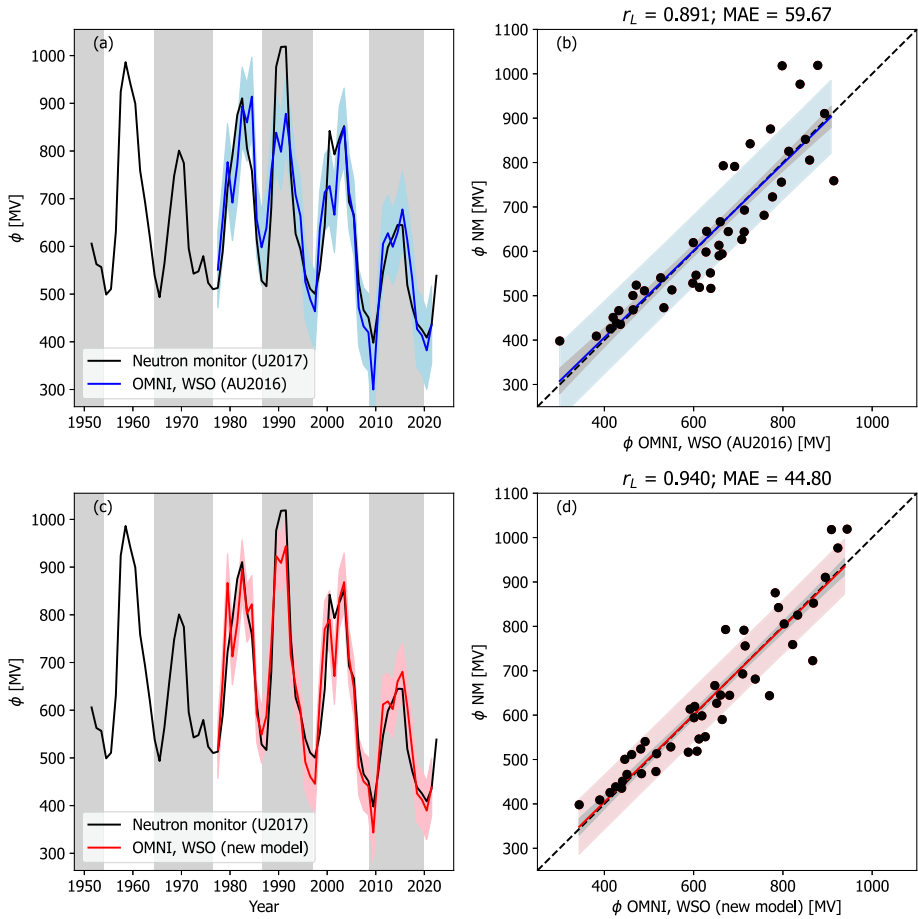 (a)
1000
900
800
700
600
500
400
300
ϕ [MV]
Neutron monitor (U2017)
OMNI, WSO (AU2016)
1950 1960 1970 1980 1990 2000 2010 2020
r_L = 0.891; MAE = 59.67
(b)
1100
1000
900
800
700
600
500
400
300
ϕ NM [MV]
400 600 800 1000
ϕ OMNI, WSO (AU2016) [MV]
(c)
1000
900
800
700
600
500
400
300
ϕ [MV]
Neutron monitor (U2017)
OMNI, WSO (new model)
1950 1960 1970 1980 1990 2000 2010 2020
Year
r_L = 0.940; MAE = 44.80
(d)
1100
1000
900
800
700
600
500
400
300
ϕ NM [MV]
400 600 800 1000
ϕ OMNI, WSO (new model) [MV]